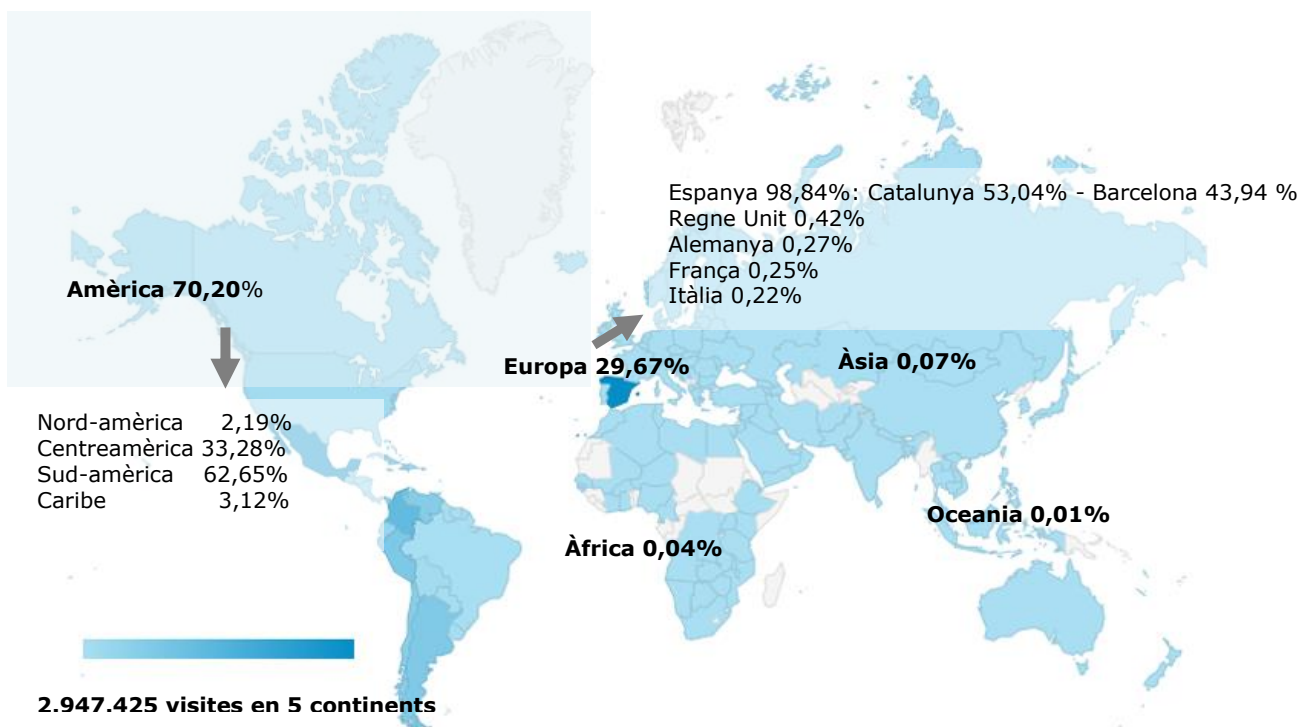 Espanya 98,84%: Catalunya 53,04% - Barcelona 43,94 %
Regne Unit 0,42%
Alemanya 0,27%
França 0,25%
Itàlia 0,22%
Amèrica 70,20%
Europa 29,67%
Àsia 0,07%
Nord-amèrica 2,19%
Centreamèrica 33,28%
Sud-amèrica 62,65%
Caribe 3,12%
Oceania 0,01%
Àfrica 0,04%
2.947.425 visites en 5 continents